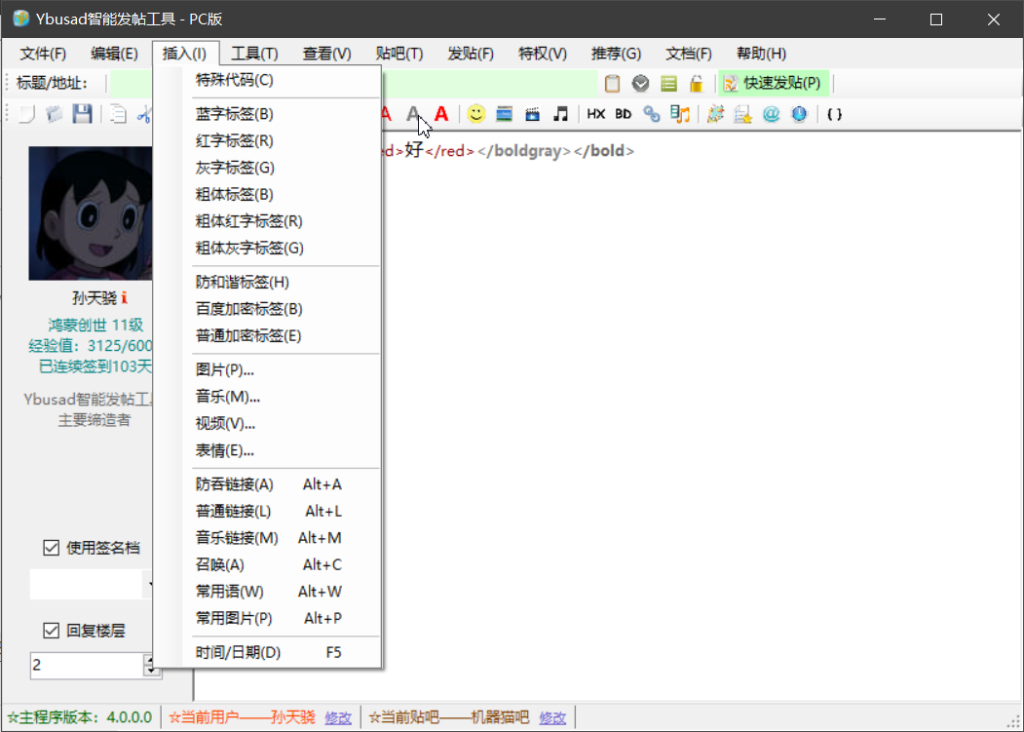 Ybusad智能发帖工具 - PC版
文件(F) 编辑(E) 插入(I) 工具(T) 查看(V) 贴吧(T) 发贴(F) 特权(V) 推荐(G) 文档(F) 帮助(H)
标题/地址: 快速发贴(P)
A A A HX BD @ { }
ed>好</red></boldgray></bold>
特殊代码(C)
蓝字标签(B)
红字标签(R)
灰字标签(G)
粗体标签(B)
粗体红字标签(R)
粗体灰字标签(G)
防和谐标签(H)
百度加密标签(B)
普通加密标签(E)
图片(P)...
音乐(M)...
视频(V)...
表情(E)...
防吞链接(A) Alt+A
普通链接(L) Alt+L
音乐链接(M) Alt+M
召唤(A) Alt+C
常用语(W) Alt+W
常用图片(P) Alt+P
时间/日期(D) F5
孙天骁 i
鸿蒙创世 11级
经验值: 3125/600
已连续签到103天
Ybusad智能发帖工
主要缔造者
使用签名档
回复楼层
2
☆主程序版本: 4.0.0.0 ☆当前用户——孙天骁 修改 ☆当前贴吧——机器猫吧 修改